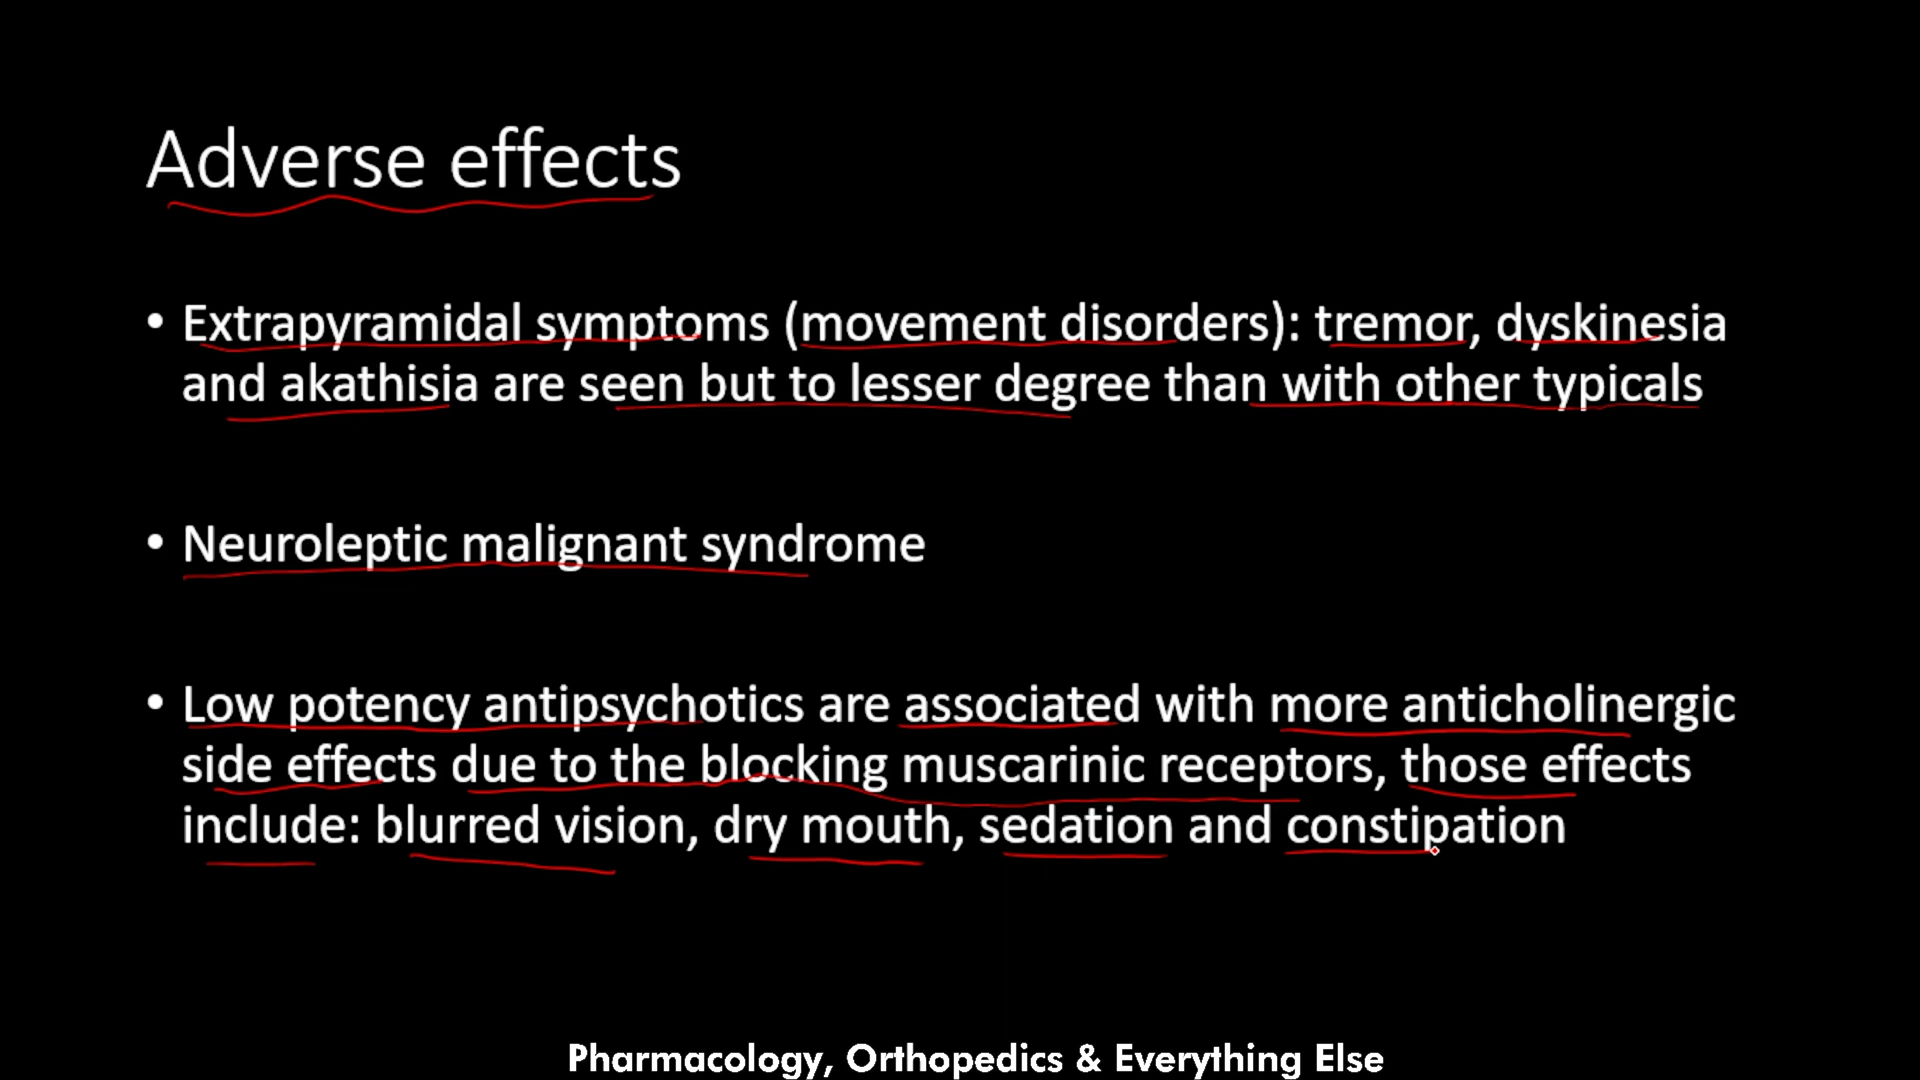 Adverse effects
• Extrapyramidal symptoms (movement disorders): tremor, dyskinesia
and akathisia are seen but to lesser degree than with other typicals
• Neuroleptic malignant syndrome
• Low potency antipsychotics are associated with more anticholinergic
side effects due to the blocking muscarinic receptors, those effects
include: blurred vision, dry mouth, sedation and constipation
Pharmacology, Orthopedics & Everything Else